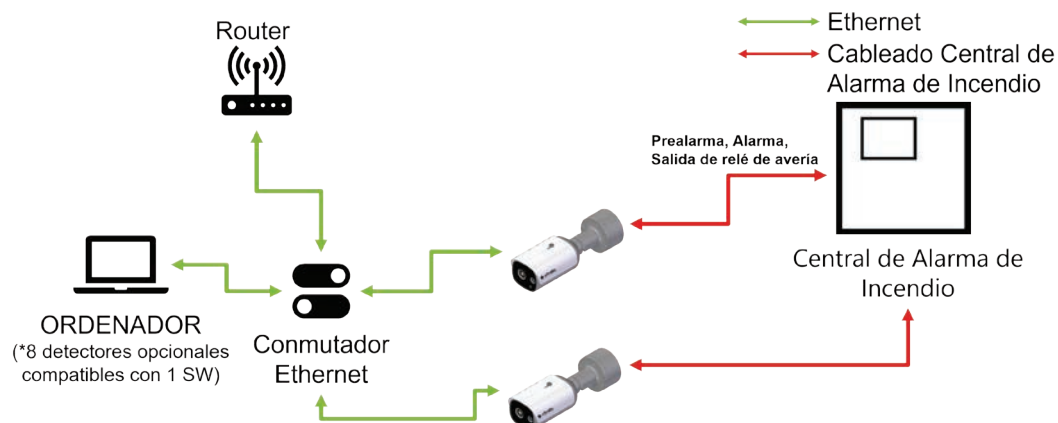 Router
Ethernet
Cableado Central de
Alarma de Incendio
Prealarma, Alarma,
Salida de relé de avería
Central de Alarma de
Incendio
ORDENADOR
(*8 detectores opcionales
compatibles con 1 SW)
Conmutador
Ethernet